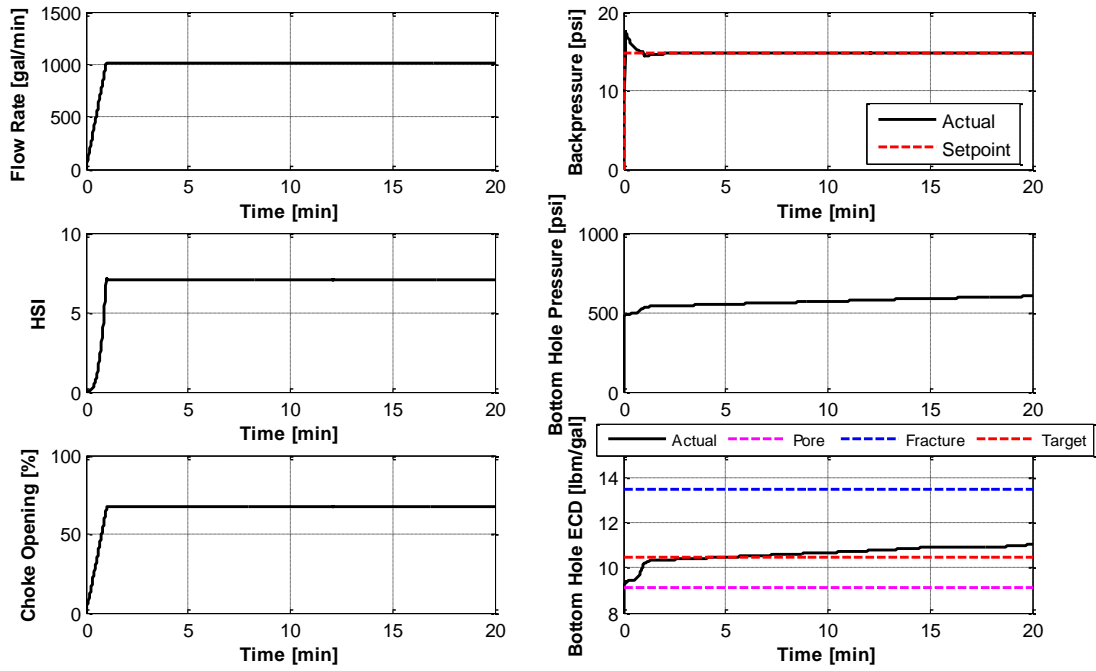 Flow Rate [gal/min]
1500
1000
500
0
0 5 10 15 20
Time [min]
Backpressure [psi]
20
10
0
Actual
Setpoint
0 5 10 15 20
Time [min]
HSI
10
5
0
0 5 10 15 20
Time [min]
Bottom Hole Pressure [psi]
1000
500
0
0 5 10 15 20
Time [min]
Choke Opening [%]
100
50
0
0 5 10 15 20
Time [min]
Bottom Hole ECD [lbm/gal]
Actual Pore Fracture Target
14
12
10
8
0 5 10 15 20
Time [min]